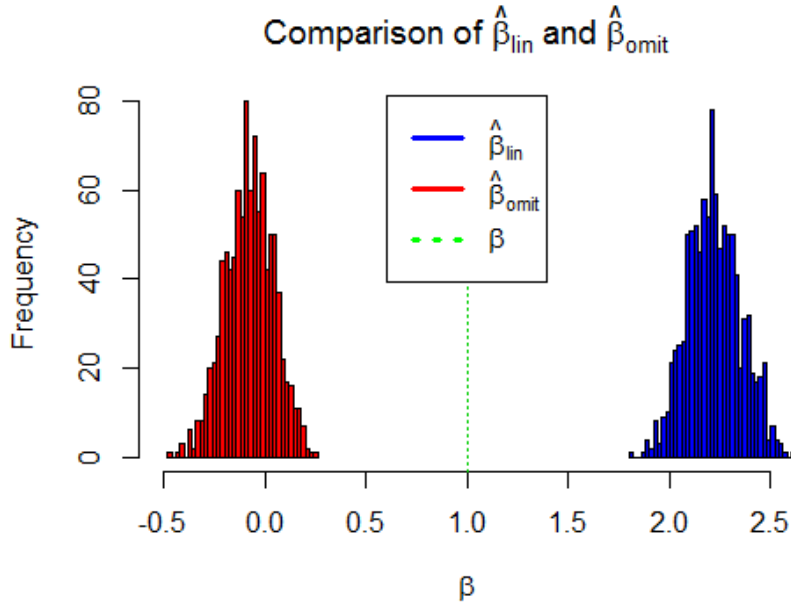 Comparison of β̂lin and β̂omit
β̂lin
β̂omit
β
Frequency
80
60
40
20
0
-0.5 0.0 0.5 1.0 1.5 2.0 2.5
β